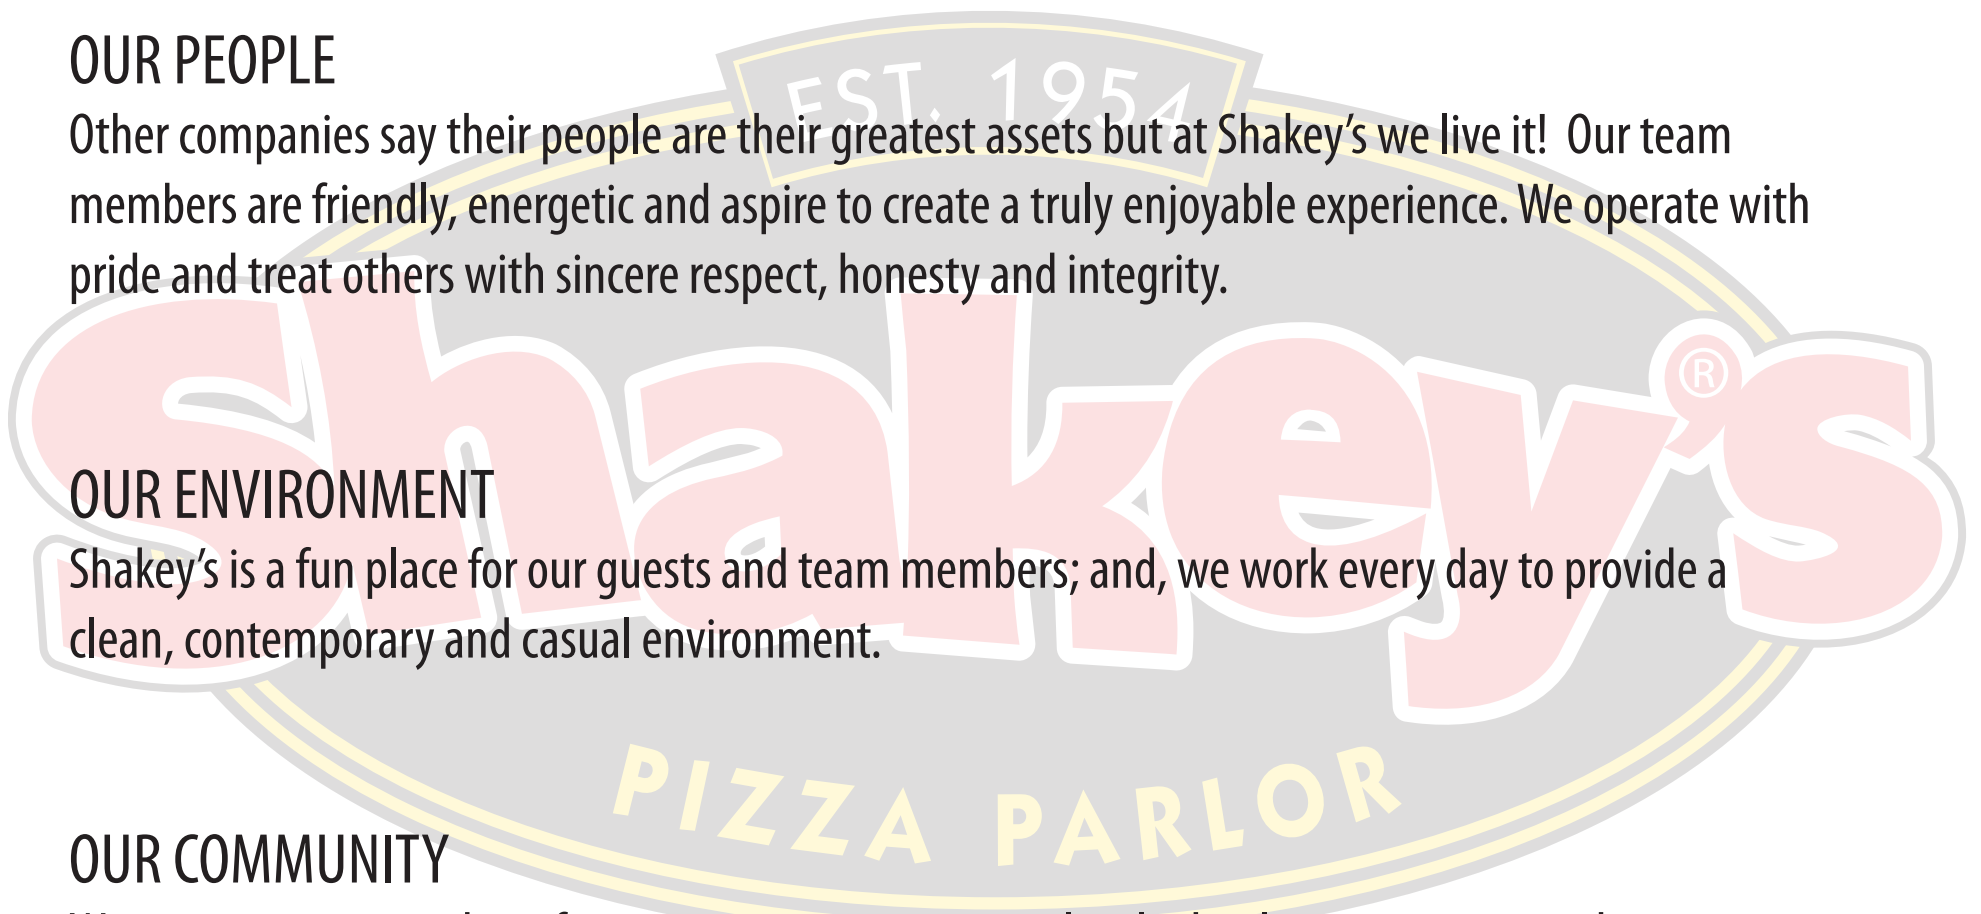 OUR PEOPLE
EST. 1954
Other companies say their people are their greatest assets but at Shakey's we live it!  Our team
members are friendly, energetic and aspire to create a truly enjoyable experience. We operate with
pride and treat others with sincere respect, honesty and integrity.
Shakey's®
OUR ENVIRONMENT
Shakey's is a fun place for our guests and team members; and, we work every day to provide a
clean, contemporary and casual environment.
PIZZA PARLOR
OUR COMMUNITY